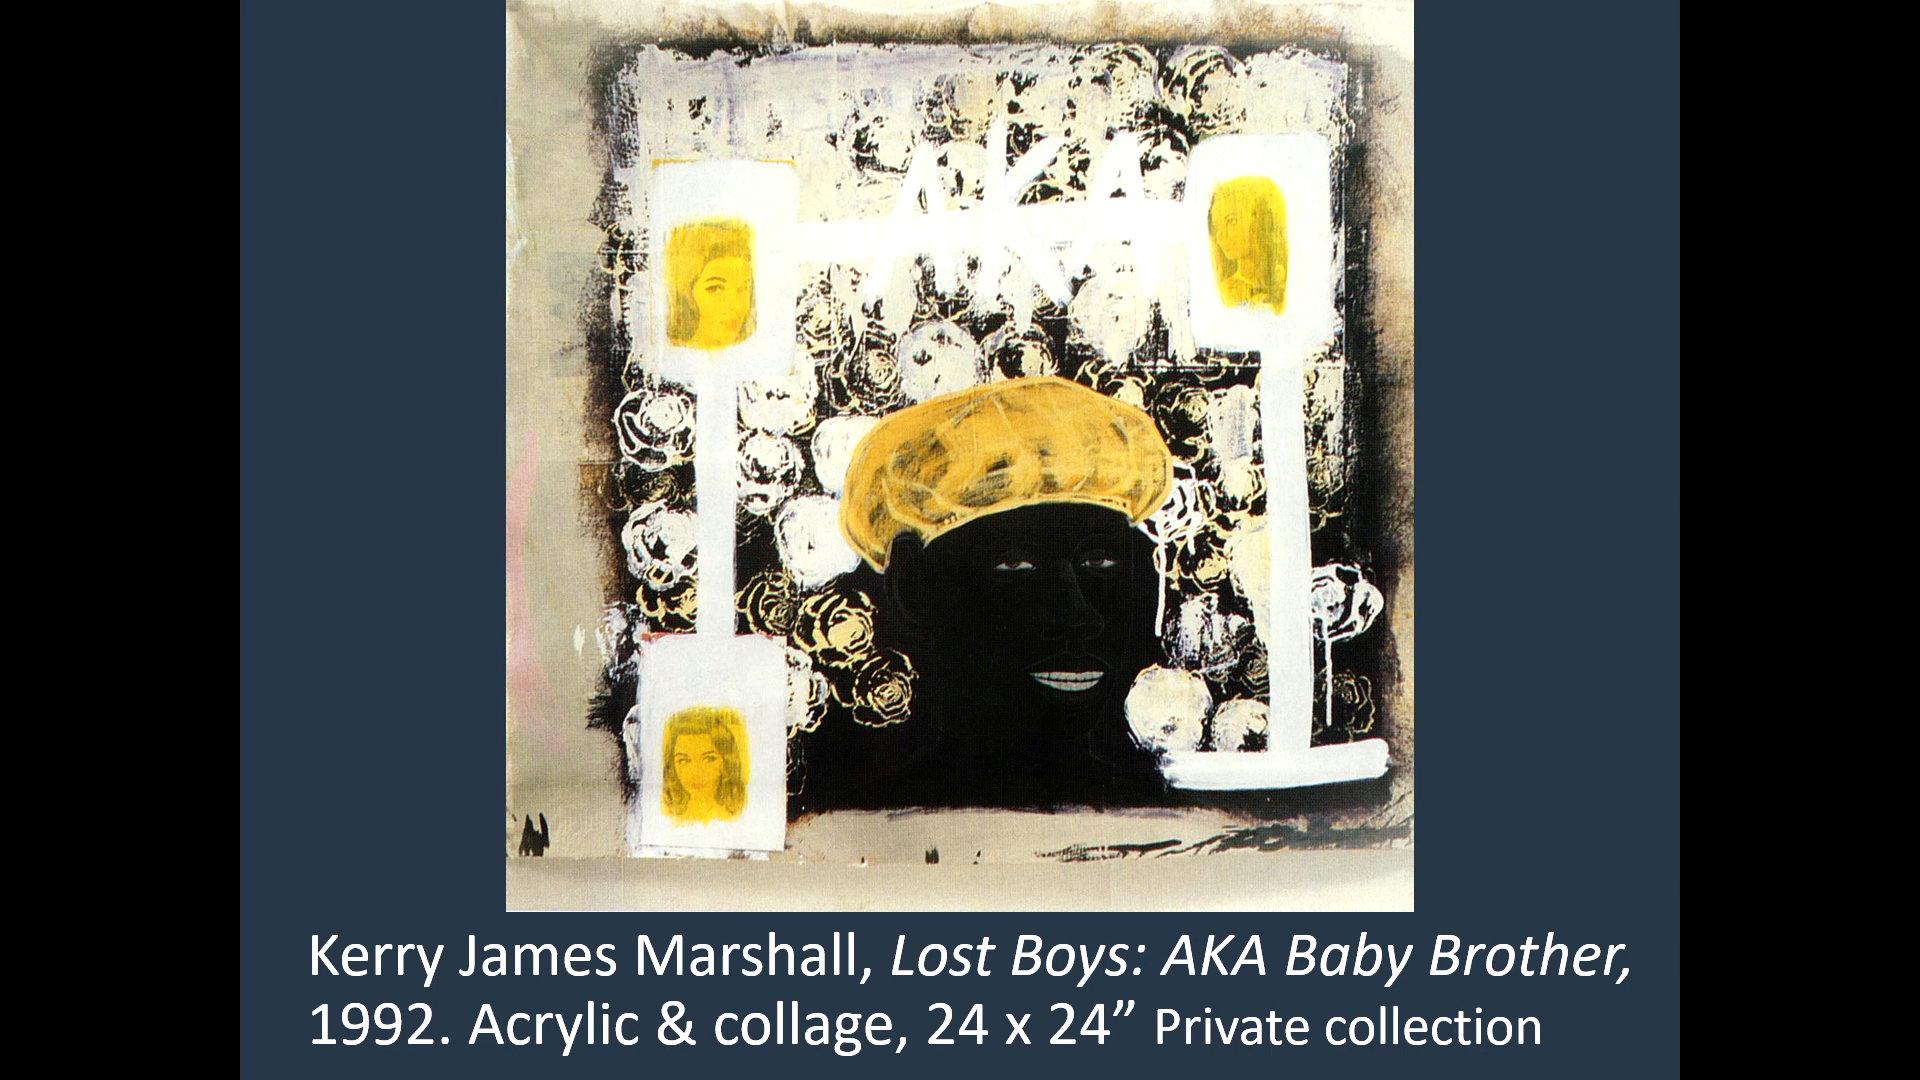 AKA
Kerry James Marshall, Lost Boys: AKA Baby Brother,
1992. Acrylic & collage, 24 x 24” Private collection